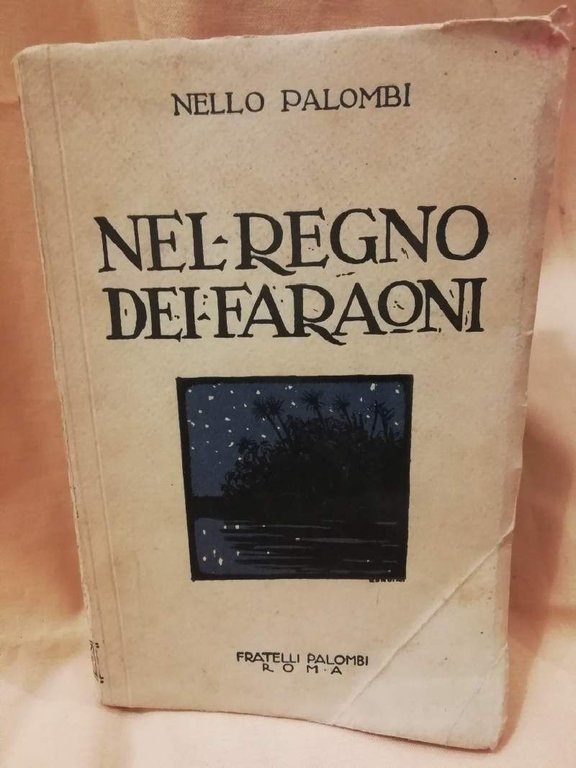 NELLO PALOMBI
NEL·REGNO
DEI·FARAONI
FRATELLI PALOMBI
ROMA